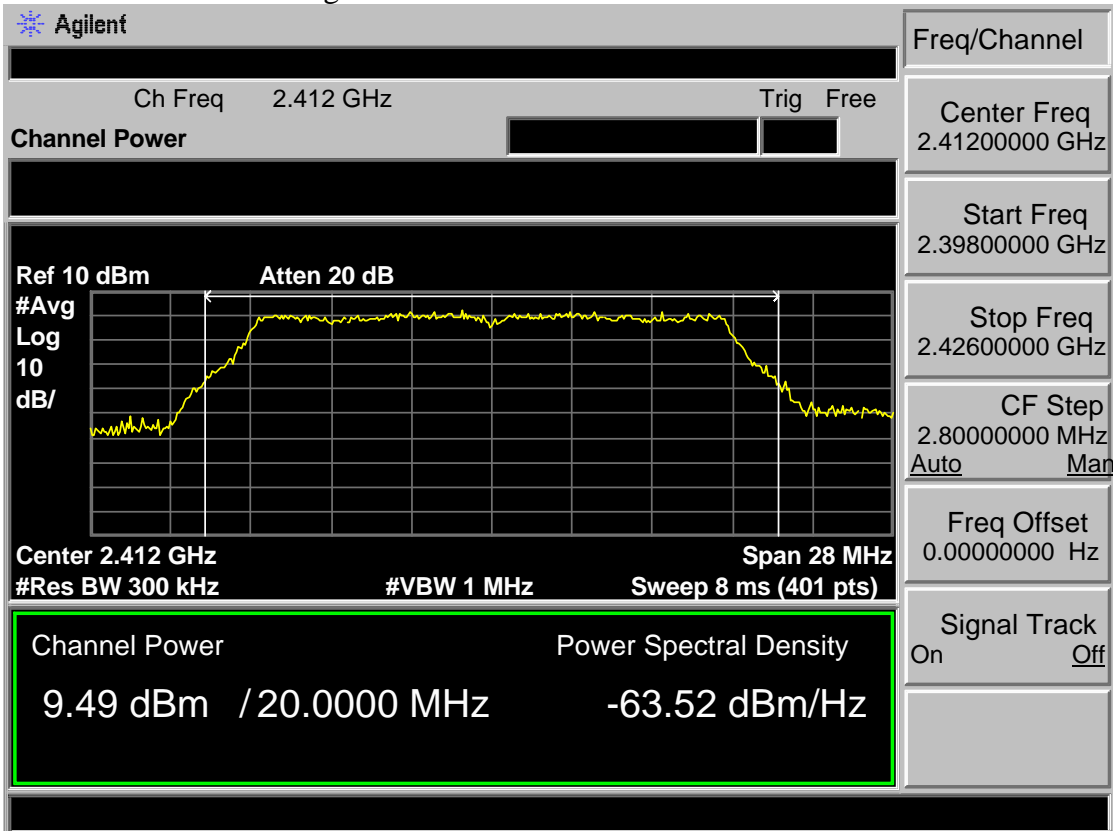 Agilent
Freq/Channel
Ch Freq 2.412 GHz Trig Free
Channel Power
Center Freq
2.41200000 GHz
Start Freq
2.39800000 GHz
Stop Freq
2.42600000 GHz
CF Step
2.80000000 MHz
Auto Man
Freq Offset
0.00000000 Hz
Signal Track
On Off
Ref 10 dBm Atten 20 dB
#Avg
Log
10
dB/
Center 2.412 GHz Span 28 MHz
#Res BW 300 kHz #VBW 1 MHz Sweep 8 ms (401 pts)
Channel Power Power Spectral Density
9.49 dBm / 20.0000 MHz -63.52 dBm/Hz